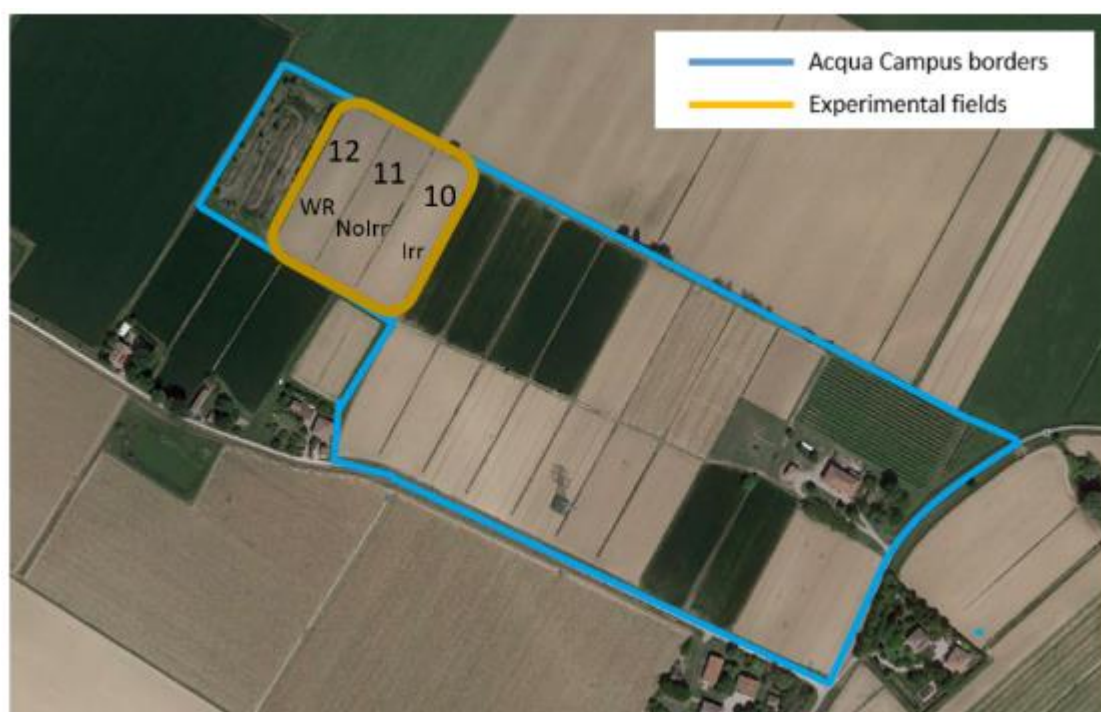 Acqua Campus borders
Experimental fields
12
11
10
WR
NoIrr
Irr